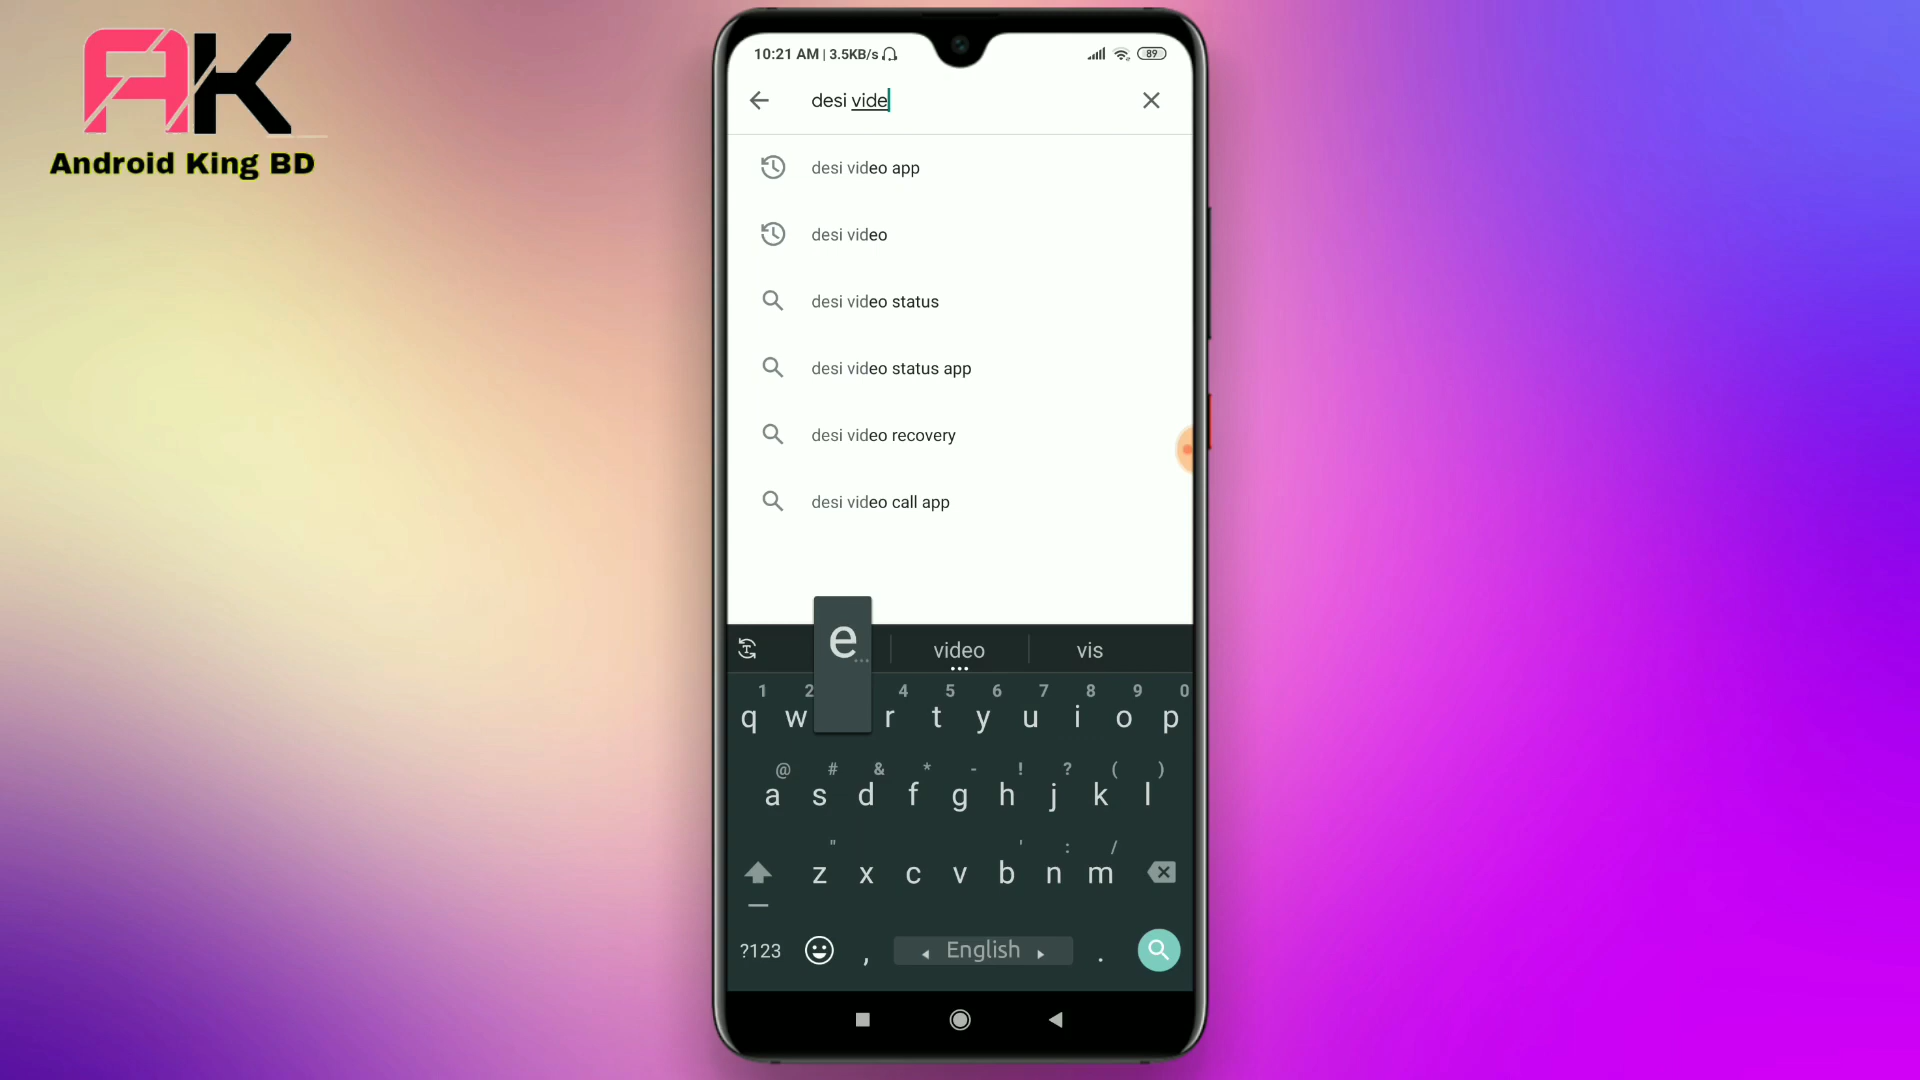 AK
Android King BD
10:21 AM | 3.5KB/s
89
desi vide
desi video app
desi video
desi video status
desi video status app
desi video recovery
desi video call app
e
video
vis
1 2 4 5 6 7 8 9 0
q w r t y u i o p
@ # & * - ! ? ( )
a s d f g h j k l
" ' : /
z x c v b n m
?123 , English .